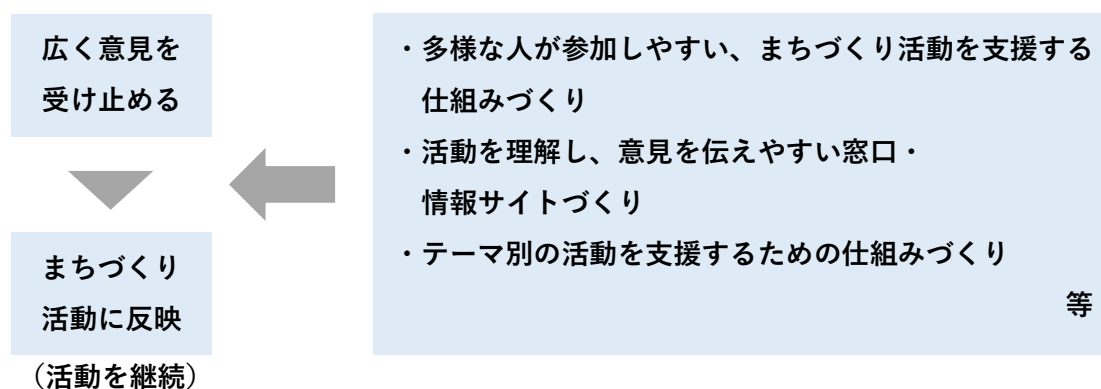 広く意見を
受け止める
まちづくり
活動に反映
（活動を継続）
・多様な人が参加しやすい、まちづくり活動を支援する
仕組みづくり
・活動を理解し、意見を伝えやすい窓口・
情報サイトづくり
・テーマ別の活動を支援するための仕組みづくり
等